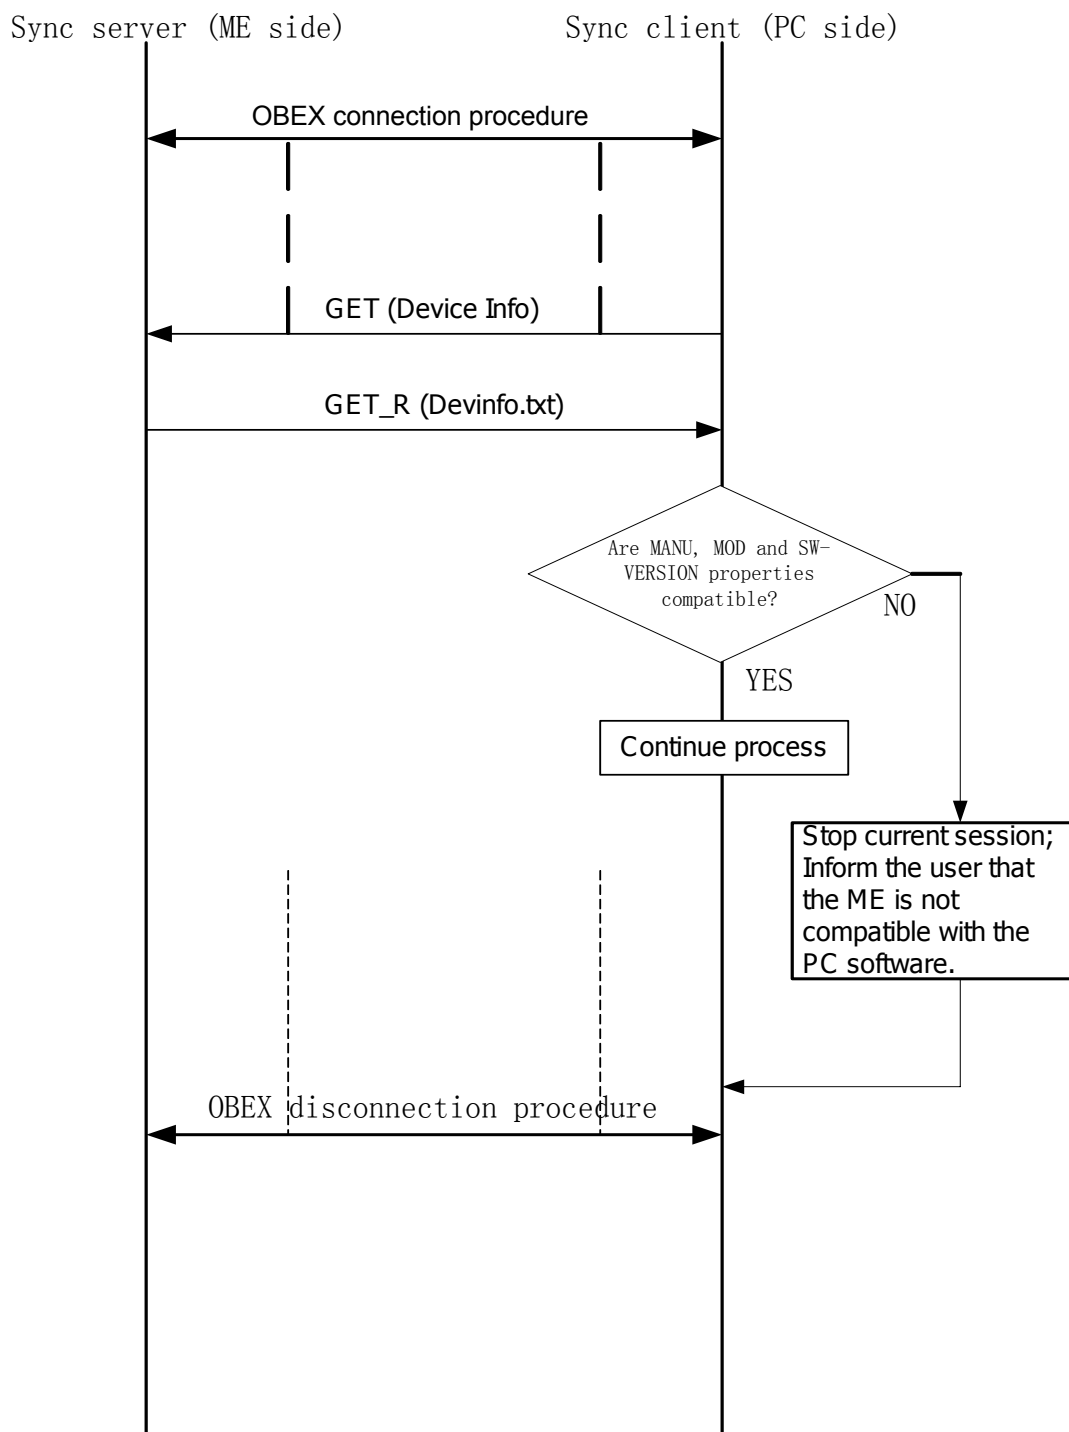 Sync server (ME side)
Sync client (PC side)
OBEX connection procedure
GET (Device Info)
GET_R (Devinfo.txt)
Are MANU, MOD and SW-
VERSION properties
compatible?
NO
YES
Continue process
Stop current session;
Inform the user that
the ME is not
compatible with the
PC software.
OBEX disconnection procedure